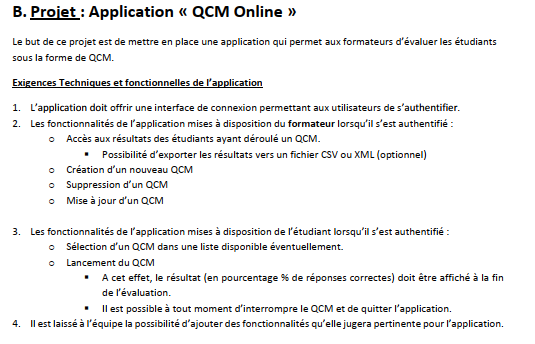 B. Projet : Application « QCM Online »
Le but de ce projet est de mettre en place une application qui permet aux formateurs d'évaluer les étudiants
sous la forme de QCM.
Exigences Techniques et fonctionnelles de l'application
1. L'application doit offrir une interface de connexion permettant aux utilisateurs de s'authentifier.
2. Les fonctionnalités de l'application mises à disposition du formateur lorsqu'il s'est authentifié :
o Accès aux résultats des étudiants ayant déroulé un QCM.
▪ Possibilité d'exporter les résultats vers un fichier CSV ou XML (optionnel)
o Création d'un nouveau QCM
o Suppression d'un QCM
o Mise à jour d'un QCM
3. Les fonctionnalités de l'application mises à disposition de l'étudiant lorsqu'il s'est authentifié :
o Sélection d'un QCM dans une liste disponible éventuellement.
o Lancement du QCM
▪ A cet effet, le résultat (en pourcentage % de réponses correctes) doit être affiché à la fin
de l'évaluation.
▪ Il est possible à tout moment d'interrompre le QCM et de quitter l'application.
4. Il est laissé à l'équipe la possibilité d'ajouter des fonctionnalités qu'elle jugera pertinente pour l'application.